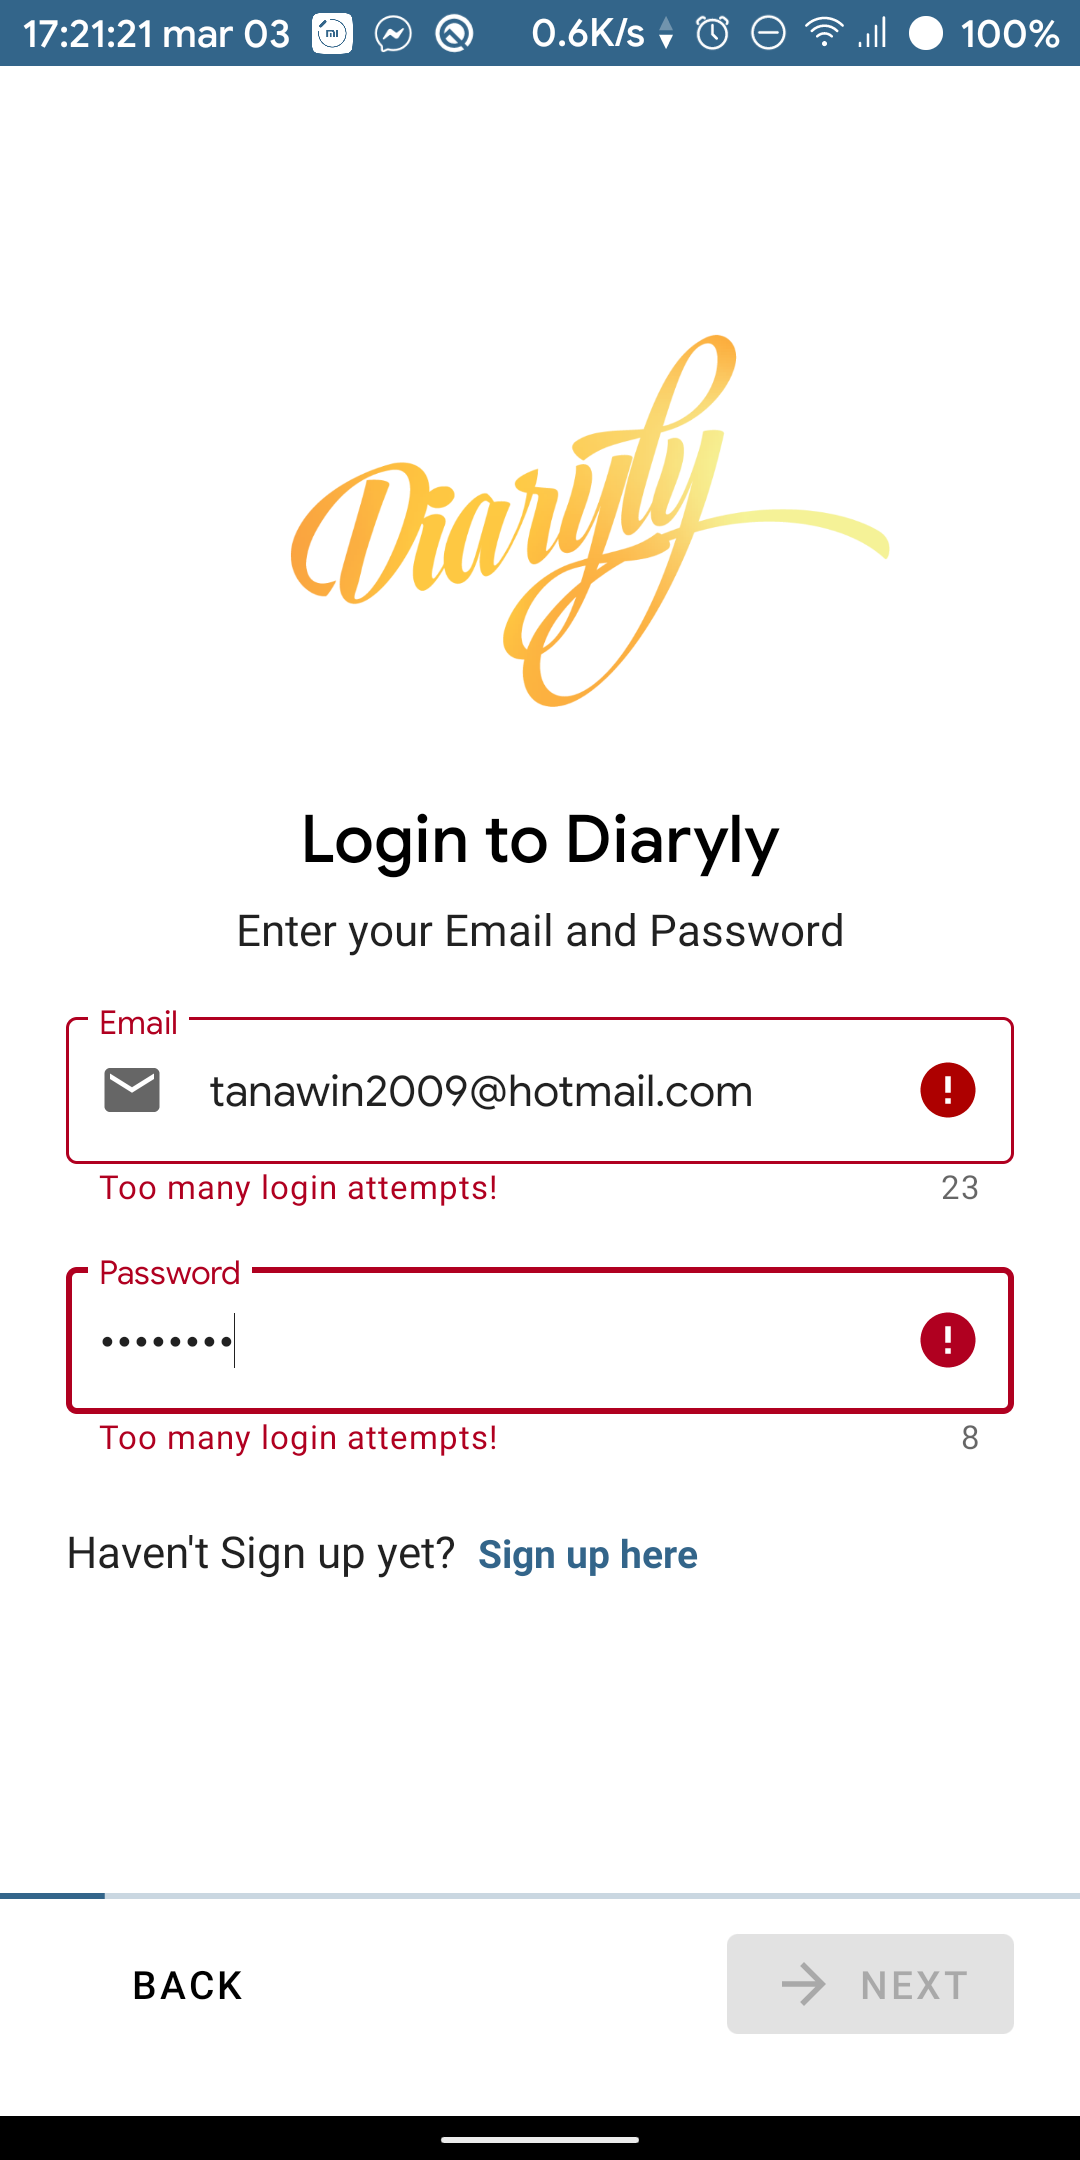 17:21:21 mar 03 mi 0.6K/s 100%
Diaryly
Login to Diaryly
Enter your Email and Password
Email
tanawin2009@hotmail.com
Too many login attempts! 23
Password
••••••••
Too many login attempts! 8
Haven't Sign up yet? Sign up here
BACK NEXT